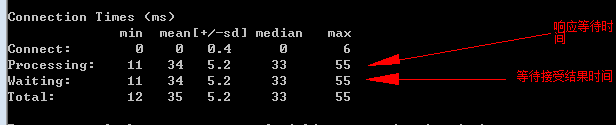 Connection Times (ms)
min mean[+/-sd] median max
Connect: 0 0 0.4 0 6
Processing: 11 34 5.2 33 55
Waiting: 11 34 5.2 33 55
Total: 12 35 5.2 33 55
响应等待时
间
等待接受结果时间